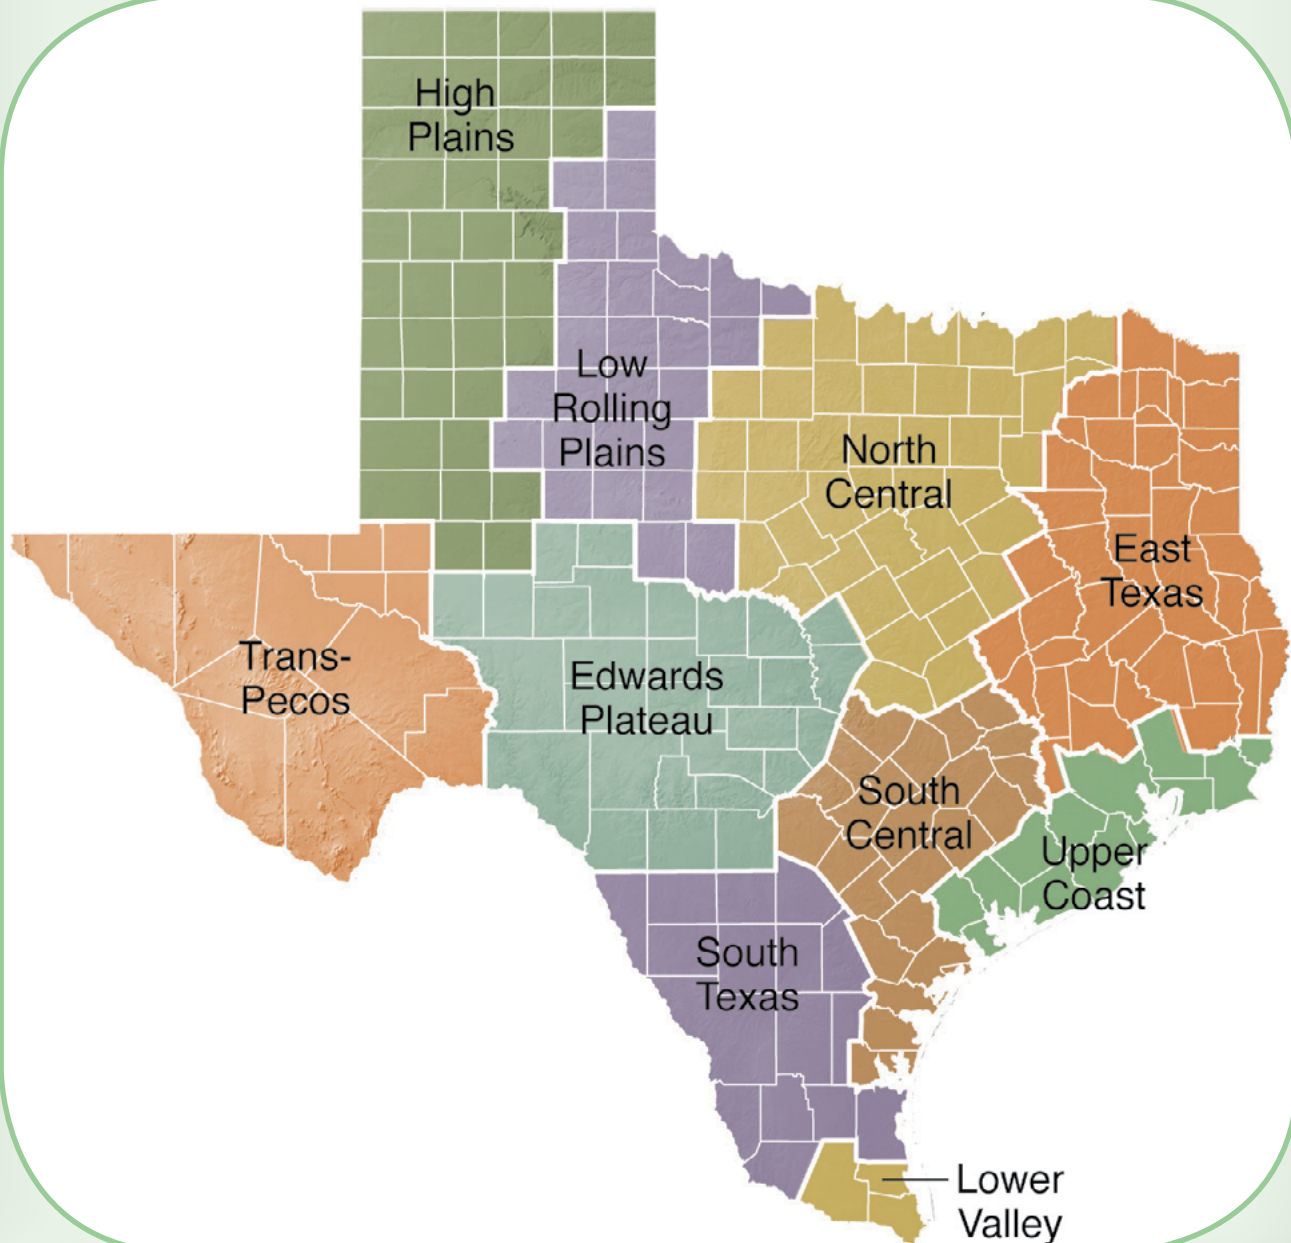 High
Plains
Low
Rolling
Plains
North
Central
East
Texas
Trans-
Pecos
Edwards
Plateau
South
Central
Upper
Coast
South
Texas
Lower
Valley